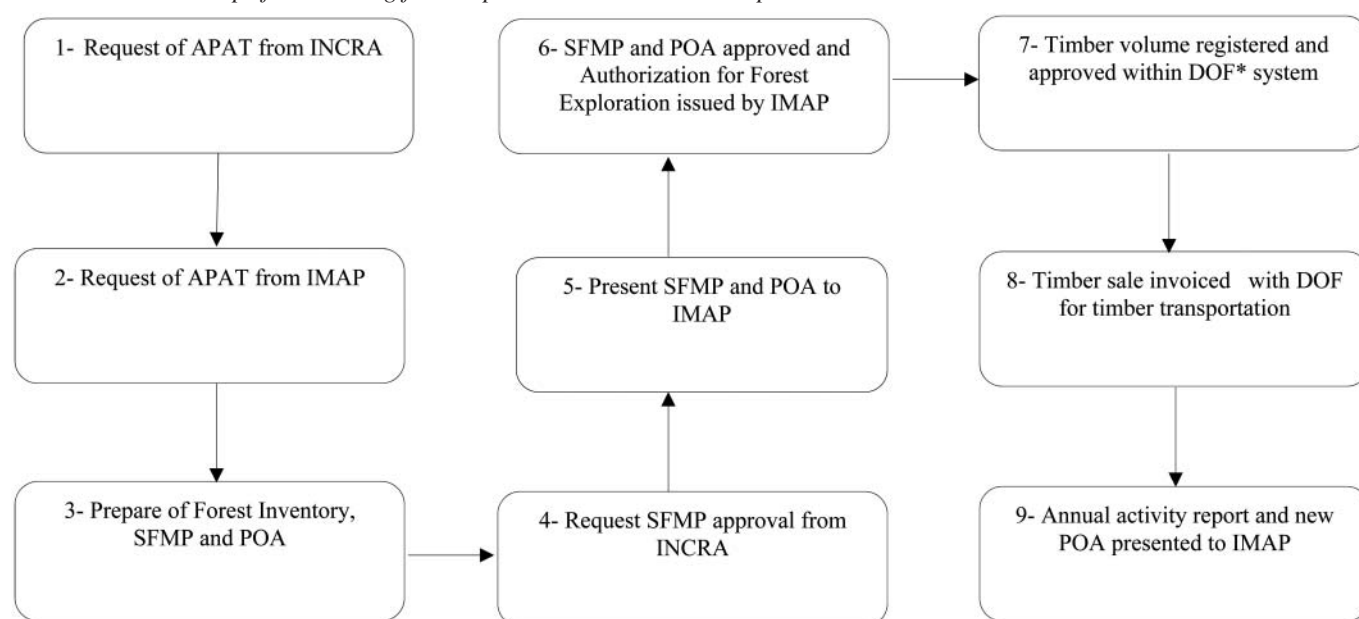 1- Request of APAT from INCRA
2- Request of APAT from IMAP
3- Prepare of Forest Inventory,
SFMP and POA
4- Request SFMP approval from
INCRA
5- Present SFMP and POA to
IMAP
6- SFMP and POA approved and
Authorization for Forest
Exploration issued by IMAP
7- Timber volume registered and
approved within DOF* system
8- Timber sale invoiced with DOF
for timber transportation
9- Annual activity report and new
POA presented to IMAP